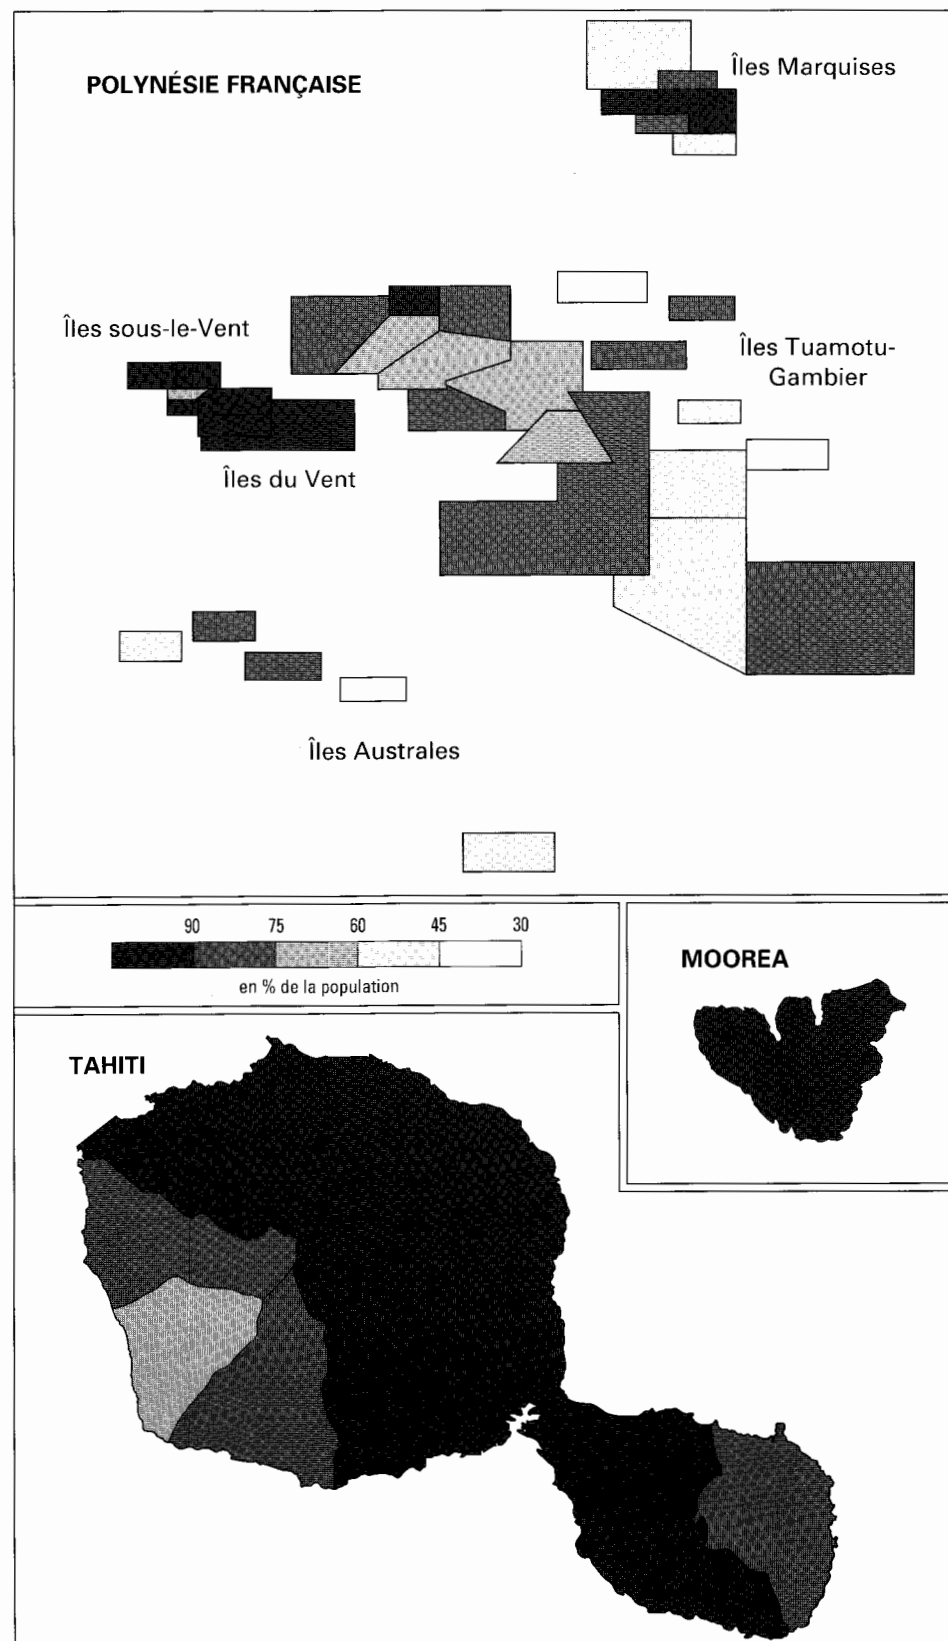 POLYNÉSIE FRANÇAISE
Îles Marquises
Îles sous-le-Vent
Îles Tuamotu-
Gambier
Îles du Vent
Îles Australes
90 75 60 45 30
en % de la population
MOOREA
TAHITI